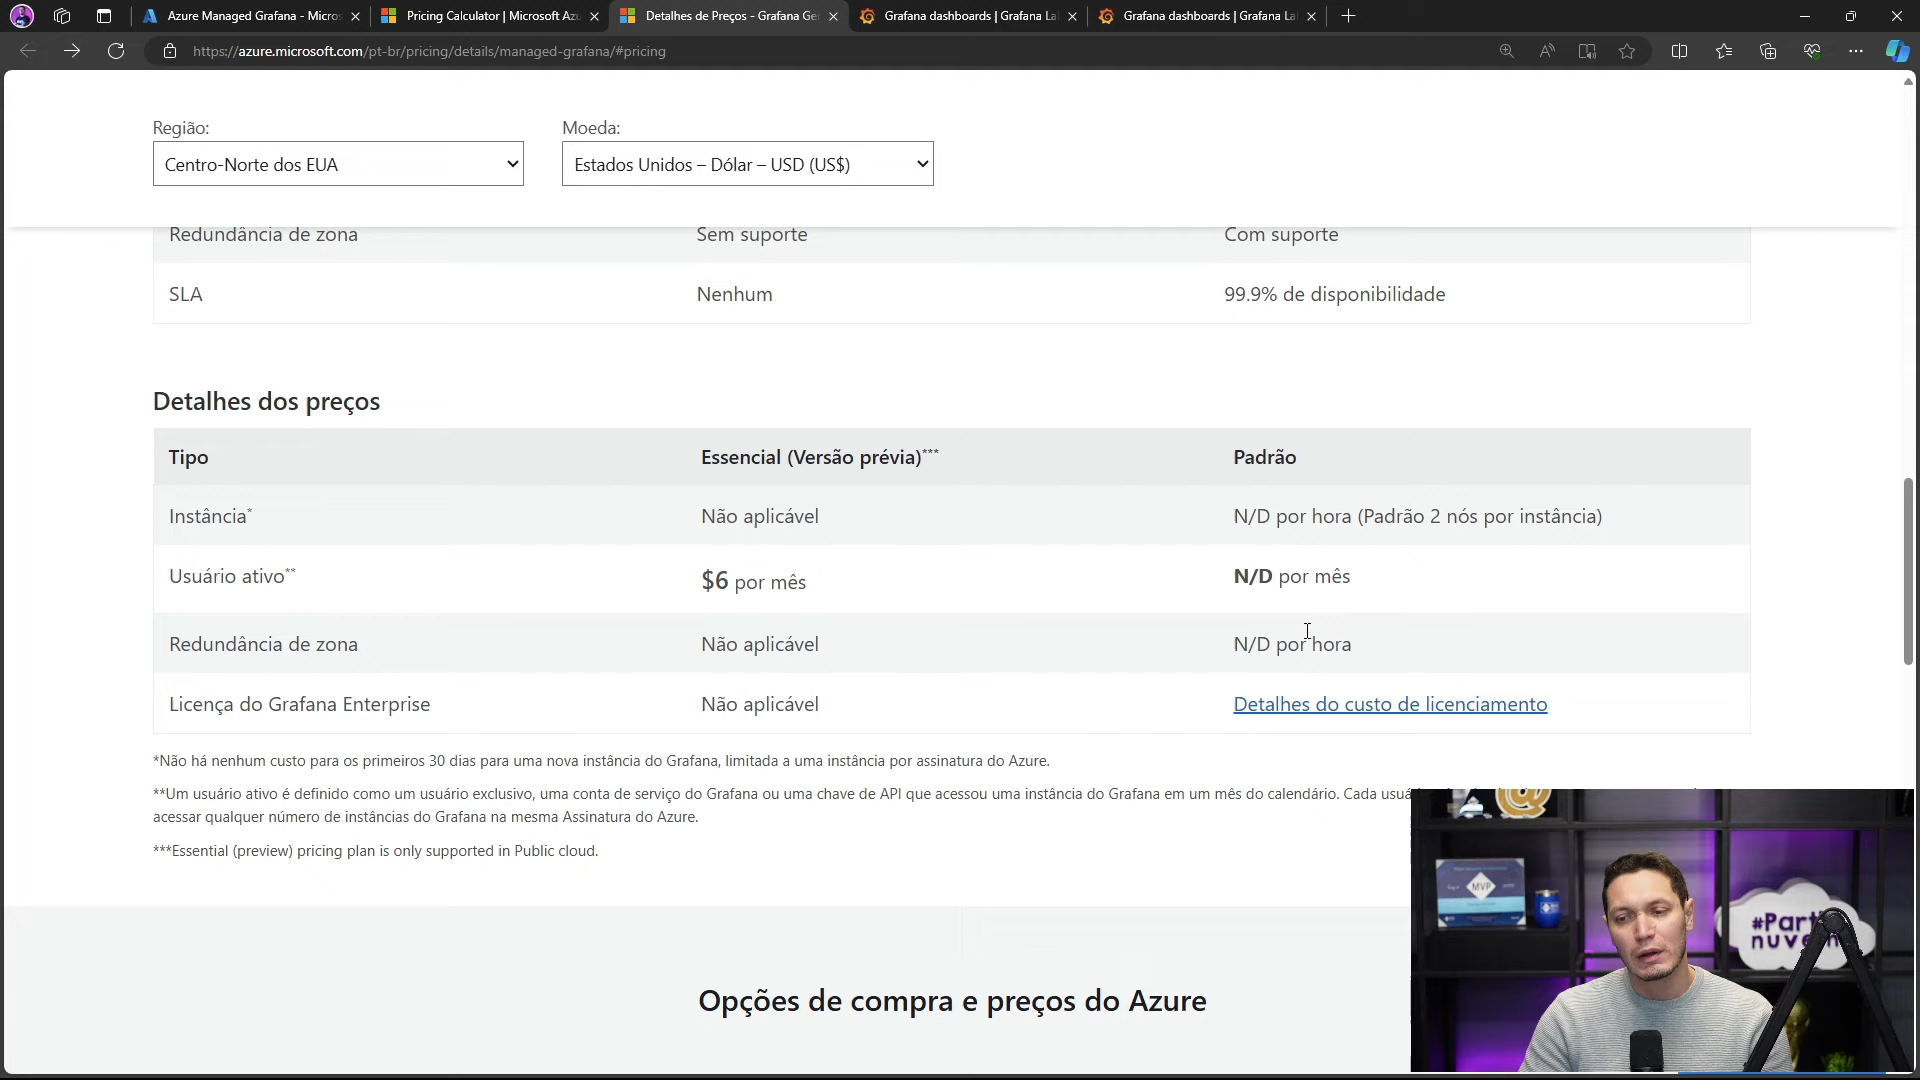 Azure Managed Grafana - Micros
Pricing Calculator | Microsoft Azu
Detalhes de Preços - Grafana Ger
Grafana dashboards | Grafana La
Grafana dashboards | Grafana La
https://azure.microsoft.com/pt-br/pricing/details/managed-grafana/#pricing
Região:
Moeda:
Centro-Norte dos EUA
Estados Unidos – Dólar – USD (US$)
Redundância de zona
Sem suporte
Com suporte
SLA
Nenhum
99.9% de disponibilidade
Detalhes dos preços
Tipo
Essencial (Versão prévia)***
Padrão
Instância*
Não aplicável
N/D por hora (Padrão 2 nós por instância)
Usuário ativo**
$6 por mês
N/D por mês
Redundância de zona
Não aplicável
N/D por hora
Licença do Grafana Enterprise
Não aplicável
Detalhes do custo de licenciamento
*Não há nenhum custo para os primeiros 30 dias para uma nova instância do Grafana, limitada a uma instância por assinatura do Azure.
**Um usuário ativo é definido como um usuário exclusivo, uma conta de serviço do Grafana ou uma chave de API que acessou uma instância do Grafana em um mês do calendário. Cada usuá
acessar qualquer número de instâncias do Grafana na mesma Assinatura do Azure.
***Essential (preview) pricing plan is only supported in Public cloud.
Opções de compra e preços do Azure
MVP
#Parti
nuvem